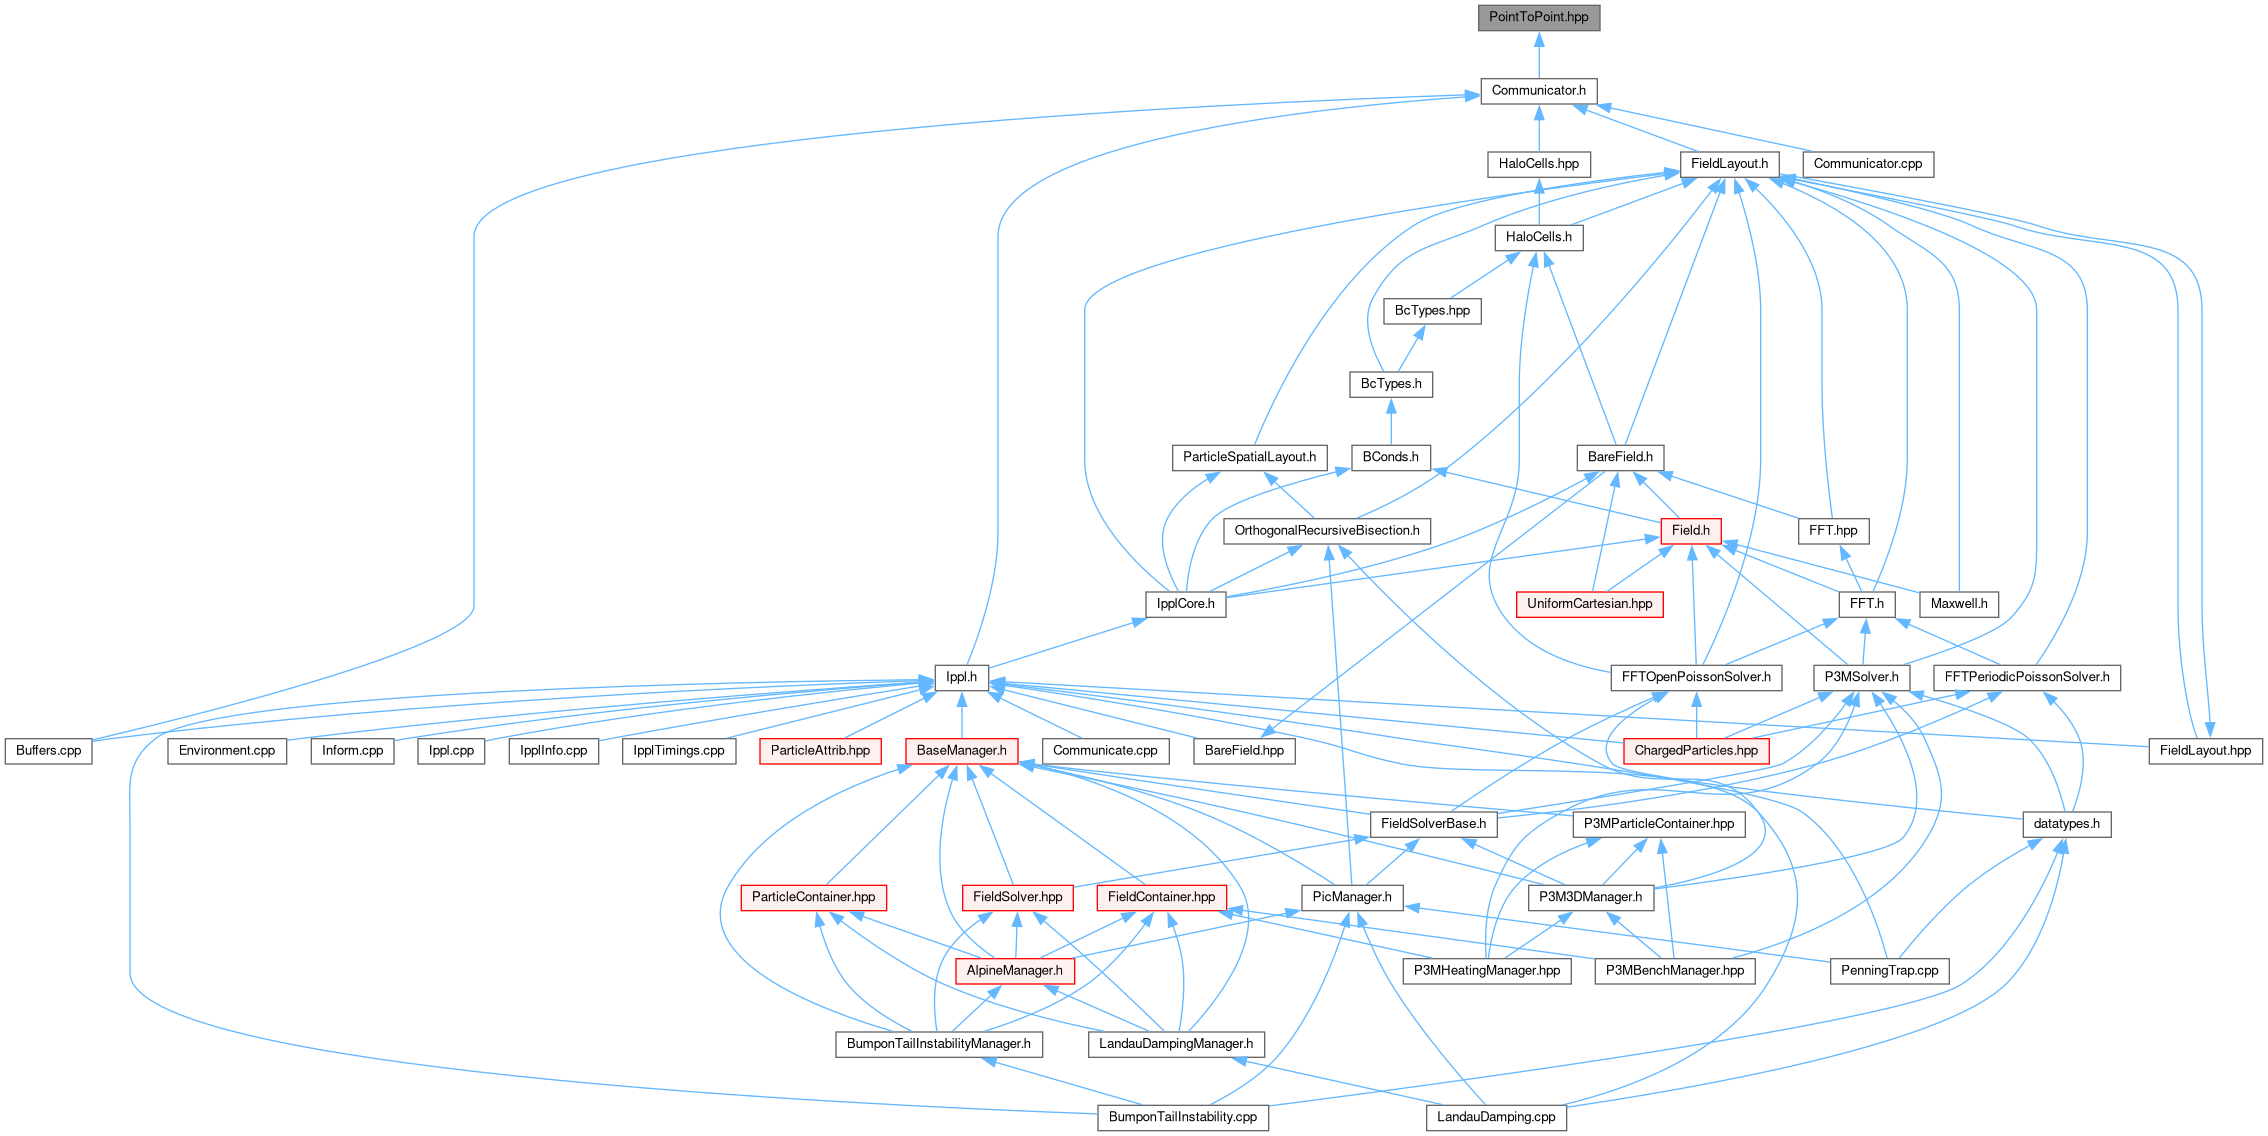 PointToPoint.hpp
Communicator.h
HaloCells.hpp
FieldLayout.h
Communicator.cpp
HaloCells.h
BcTypes.hpp
BcTypes.h
ParticleSpatialLayout.h
BConds.h
BareField.h
OrthogonalRecursiveBisection.h
Field.h
FFT.hpp
IpplCore.h
UniformCartesian.hpp
FFT.h
Maxwell.h
Ippl.h
FFTOpenPoissonSolver.h
P3MSolver.h
FFTPeriodicPoissonSolver.h
Buffers.cpp
Environment.cpp
Inform.cpp
Ippl.cpp
IpplInfo.cpp
IpplTimings.cpp
ParticleAttrib.hpp
BaseManager.h
Communicate.cpp
BareField.hpp
ChargedParticles.hpp
FieldLayout.hpp
FieldSolverBase.h
P3MParticleContainer.hpp
datatypes.h
ParticleContainer.hpp
FieldSolver.hpp
FieldContainer.hpp
PicManager.h
P3M3DManager.h
AlpineManager.h
P3MHeatingManager.hpp
P3MBenchManager.hpp
PenningTrap.cpp
BumponTailInstabilityManager.h
LandauDampingManager.h
BumponTailInstability.cpp
LandauDamping.cpp